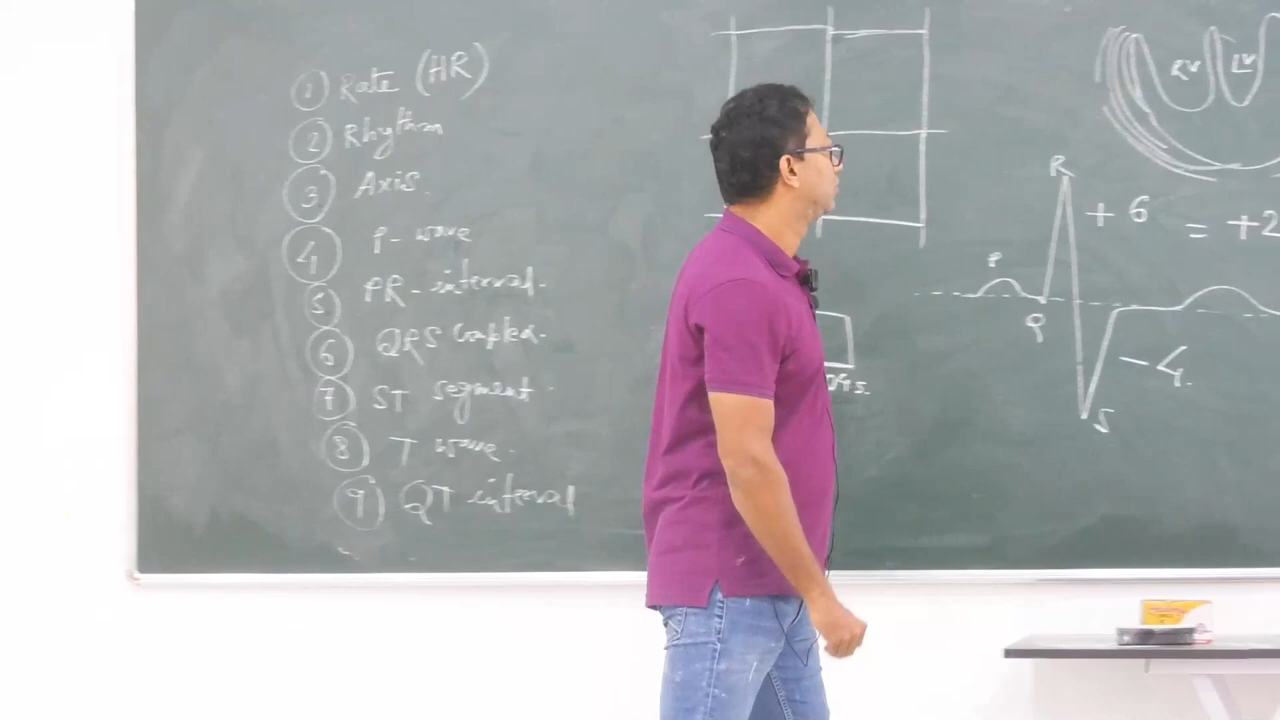 ① Rate (HR)
② Rhythm
③ Axis.
④ P-wave
⑤ PR-interval.
⑥ QRS
⑦ ST segment.
⑧ T wave.
⑨ QT interval
RV LV
R
+ 6 = +2
P
Q
- 4.
S